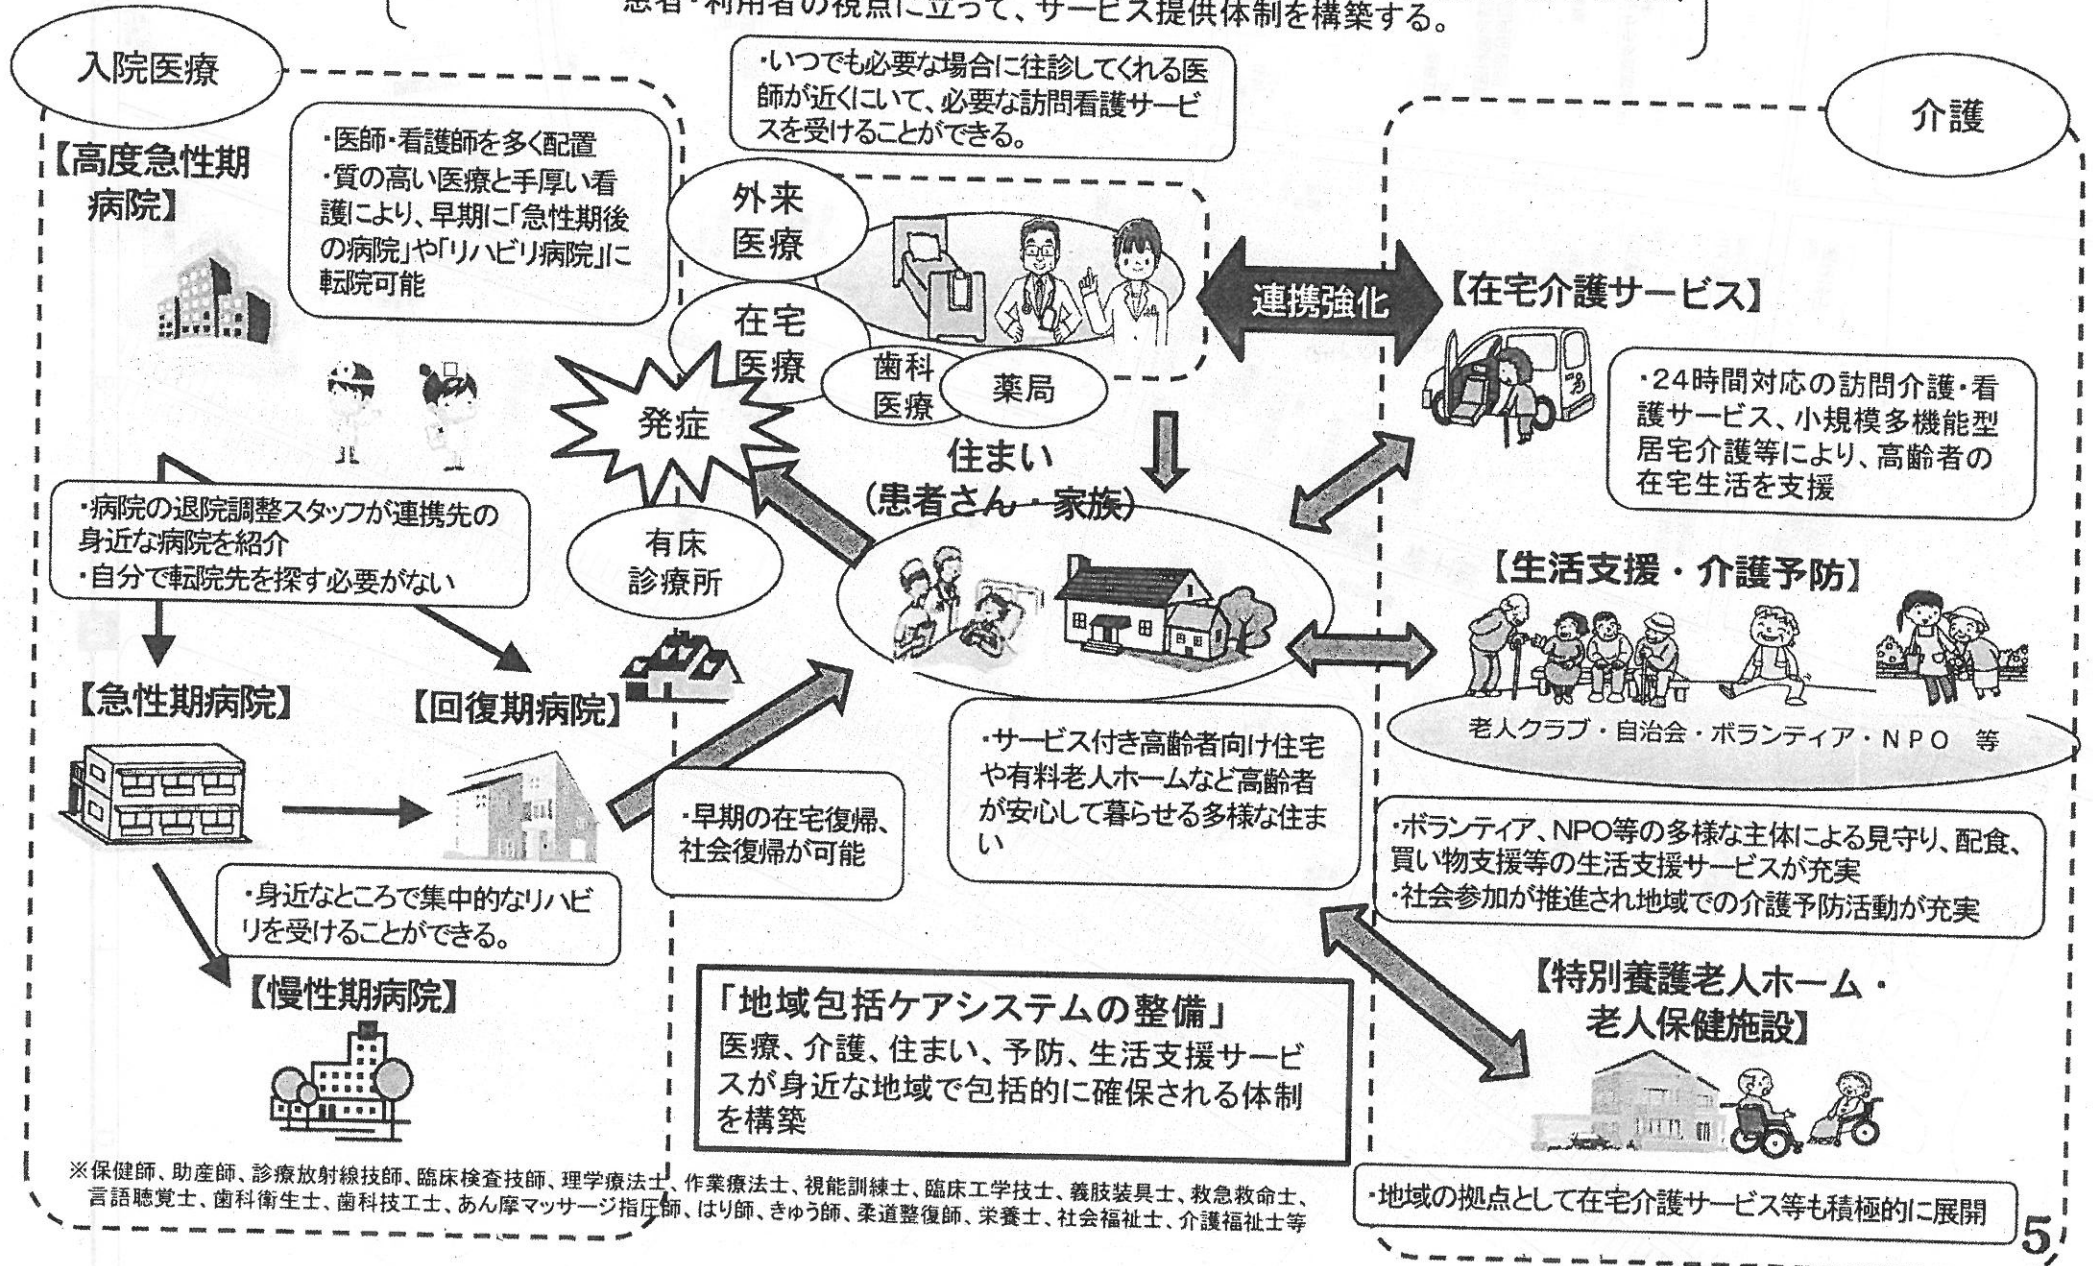 患者・利用者の視点に立って、サービス提供体制を構築する。
入院医療
【高度急性期
病院】
・医師・看護師を多く配置
・質の高い医療と手厚い看
護により、早期に「急性期後
の病院」や「リハビリ病院」に
転院可能
・病院の退院調整スタッフが連携先の
身近な病院を紹介
・自分で転院先を探す必要がない
【急性期病院】
【回復期病院】
・身近なところで集中的なリハビ
リを受けることができる。
【慢性期病院】
・いつでも必要な場合に往診してくれる医
師が近くにいて、必要な訪問看護サービ
スを受けることができる。
外来
医療
在宅
医療
歯科
医療
薬局
発症
有床
診療所
住まい
(患者さん・家族)
・早期の在宅復帰、
社会復帰が可能
・サービス付き高齢者向け住宅
や有料老人ホームなど高齢者
が安心して暮らせる多様な住ま
い
「地域包括ケアシステムの整備」
医療、介護、住まい、予防、生活支援サービ
スが身近な地域で包括的に確保される体制
を構築
連携強化
介護
【在宅介護サービス】
・24時間対応の訪問介護・看
護サービス、小規模多機能型
居宅介護等により、高齢者の
在宅生活を支援
【生活支援・介護予防】
老人クラブ・自治会・ボランティア・NPO 等
・ボランティア、NPO等の多様な主体による見守り、配食、
買い物支援等の生活支援サービスが充実
・社会参加が推進され地域での介護予防活動が充実
【特別養護老人ホーム・
老人保健施設】
・地域の拠点として在宅介護サービス等も積極的に展開
※保健師、助産師、診療放射線技師、臨床検査技師、理学療法士、作業療法士、視能訓練士、臨床工学技士、義肢装具士、救急救命士、
言語聴覚士、歯科衛生士、歯科技工士、あん摩マッサージ指圧師、はり師、きゅう師、柔道整復師、栄養士、社会福祉士、介護福祉士等
5